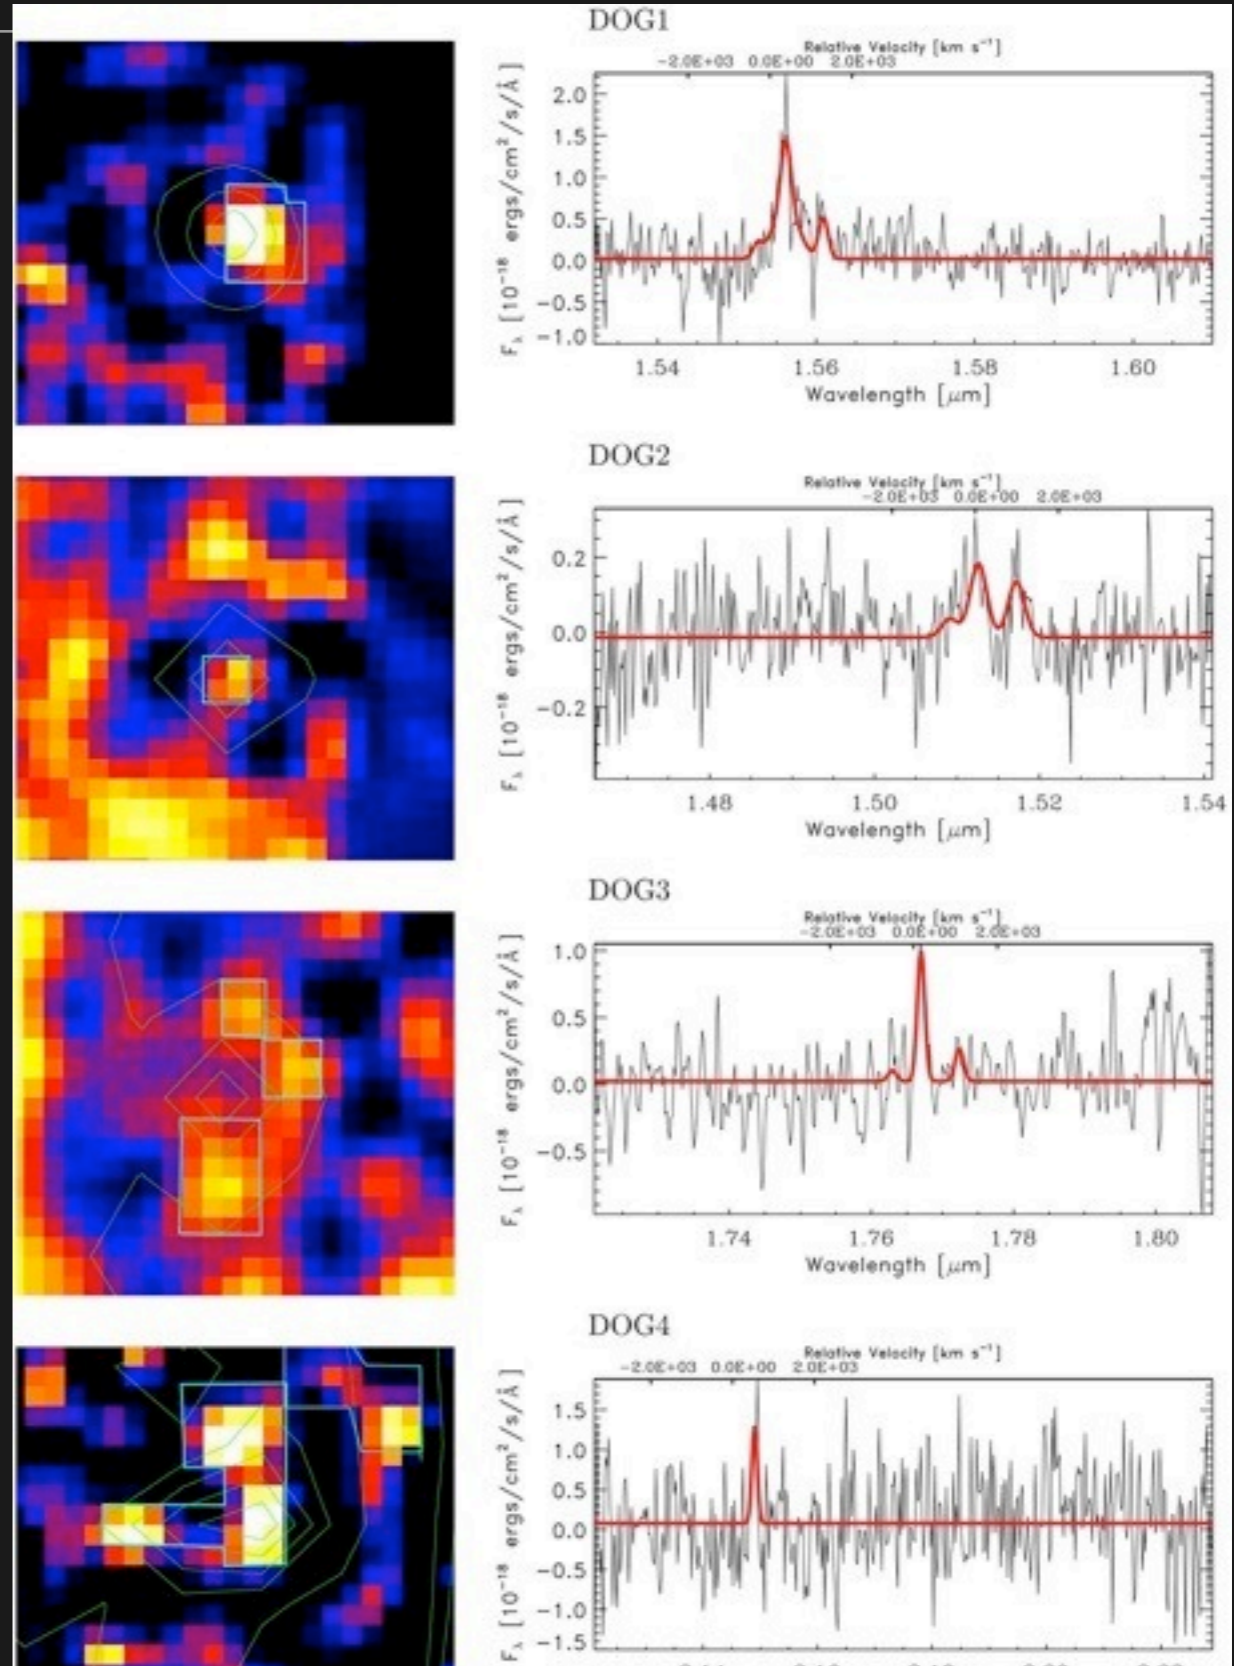 DOG1
Relative Velocity [km s⁻¹]
−2.0E+03 0.0E+00 2.0E+03
F_λ [10⁻¹⁸ ergs/cm²/s/Å]
2.0
1.5
1.0
0.5
0.0
−0.5
−1.0
1.54 1.56 1.58 1.60
Wavelength [μm]
DOG2
Relative Velocity [km s⁻¹]
−2.0E+03 0.0E+00 2.0E+03
F_λ [10⁻¹⁸ ergs/cm²/s/Å]
0.2
0.0
−0.2
1.48 1.50 1.52 1.54
Wavelength [μm]
DOG3
Relative Velocity [km s⁻¹]
−2.0E+03 0.0E+00 2.0E+03
F_λ [10⁻¹⁸ ergs/cm²/s/Å]
1.0
0.5
0.0
−0.5
1.74 1.76 1.78 1.80
Wavelength [μm]
DOG4
Relative Velocity [km s⁻¹]
−2.0E+03 0.0E+00 2.0E+03
F_λ [10⁻¹⁸ ergs/cm²/s/Å]
1.5
1.0
0.5
0.0
−0.5
−1.0
−1.5